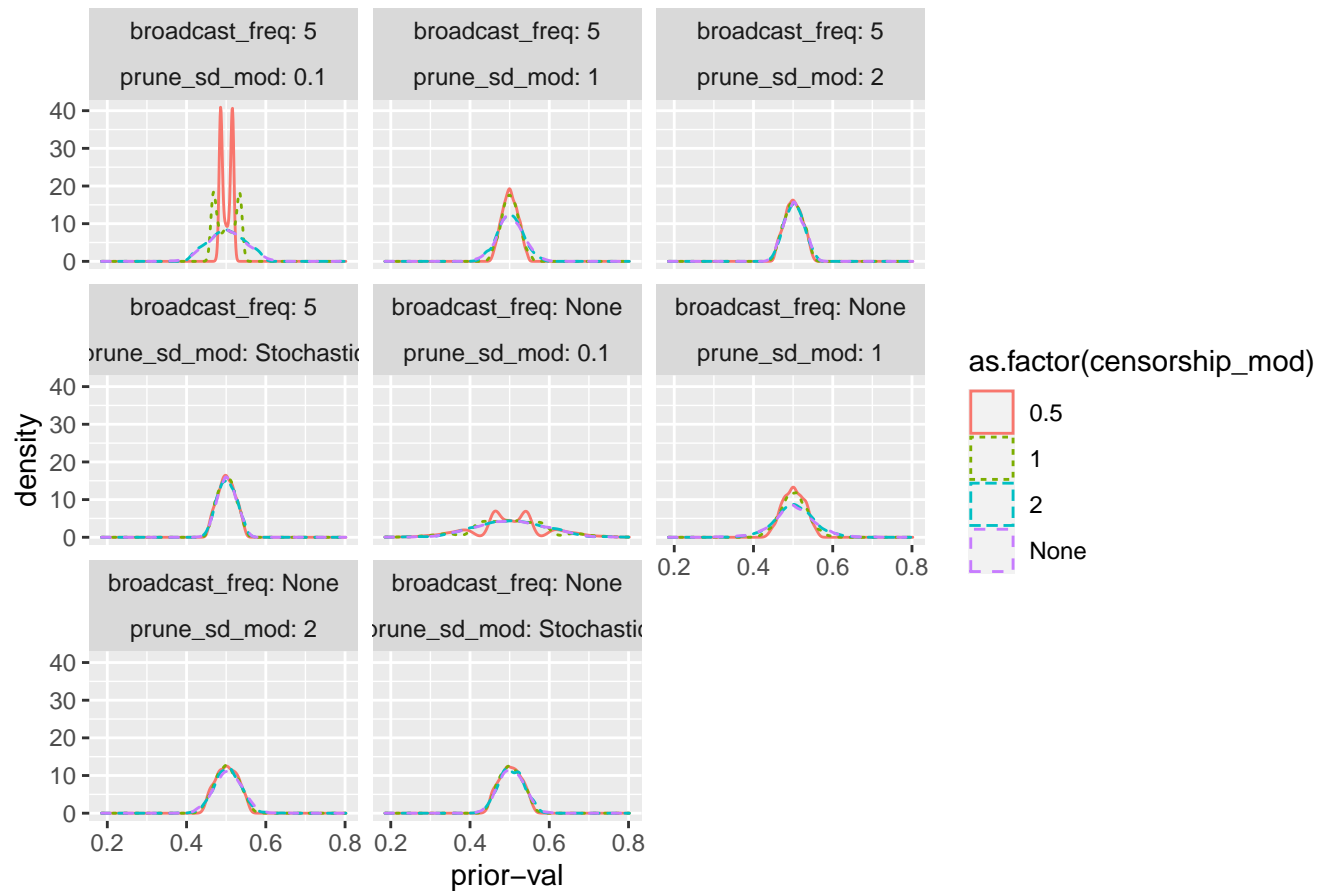 broadcast_freq: 5
prune_sd_mod: 0.1
broadcast_freq: 5
prune_sd_mod: 1
broadcast_freq: 5
prune_sd_mod: 2
40
30
20
10
0
broadcast_freq: 5
prune_sd_mod: Stochastic
broadcast_freq: None
prune_sd_mod: 0.1
broadcast_freq: None
prune_sd_mod: 1
40
30
20
10
0
0.2 0.4 0.6 0.8
broadcast_freq: None
prune_sd_mod: 2
broadcast_freq: None
prune_sd_mod: Stochastic
40
30
20
10
0
0.2 0.4 0.6 0.8
0.2 0.4 0.6 0.8
density
prior−val
as.factor(censorship_mod)
0.5
1
2
None